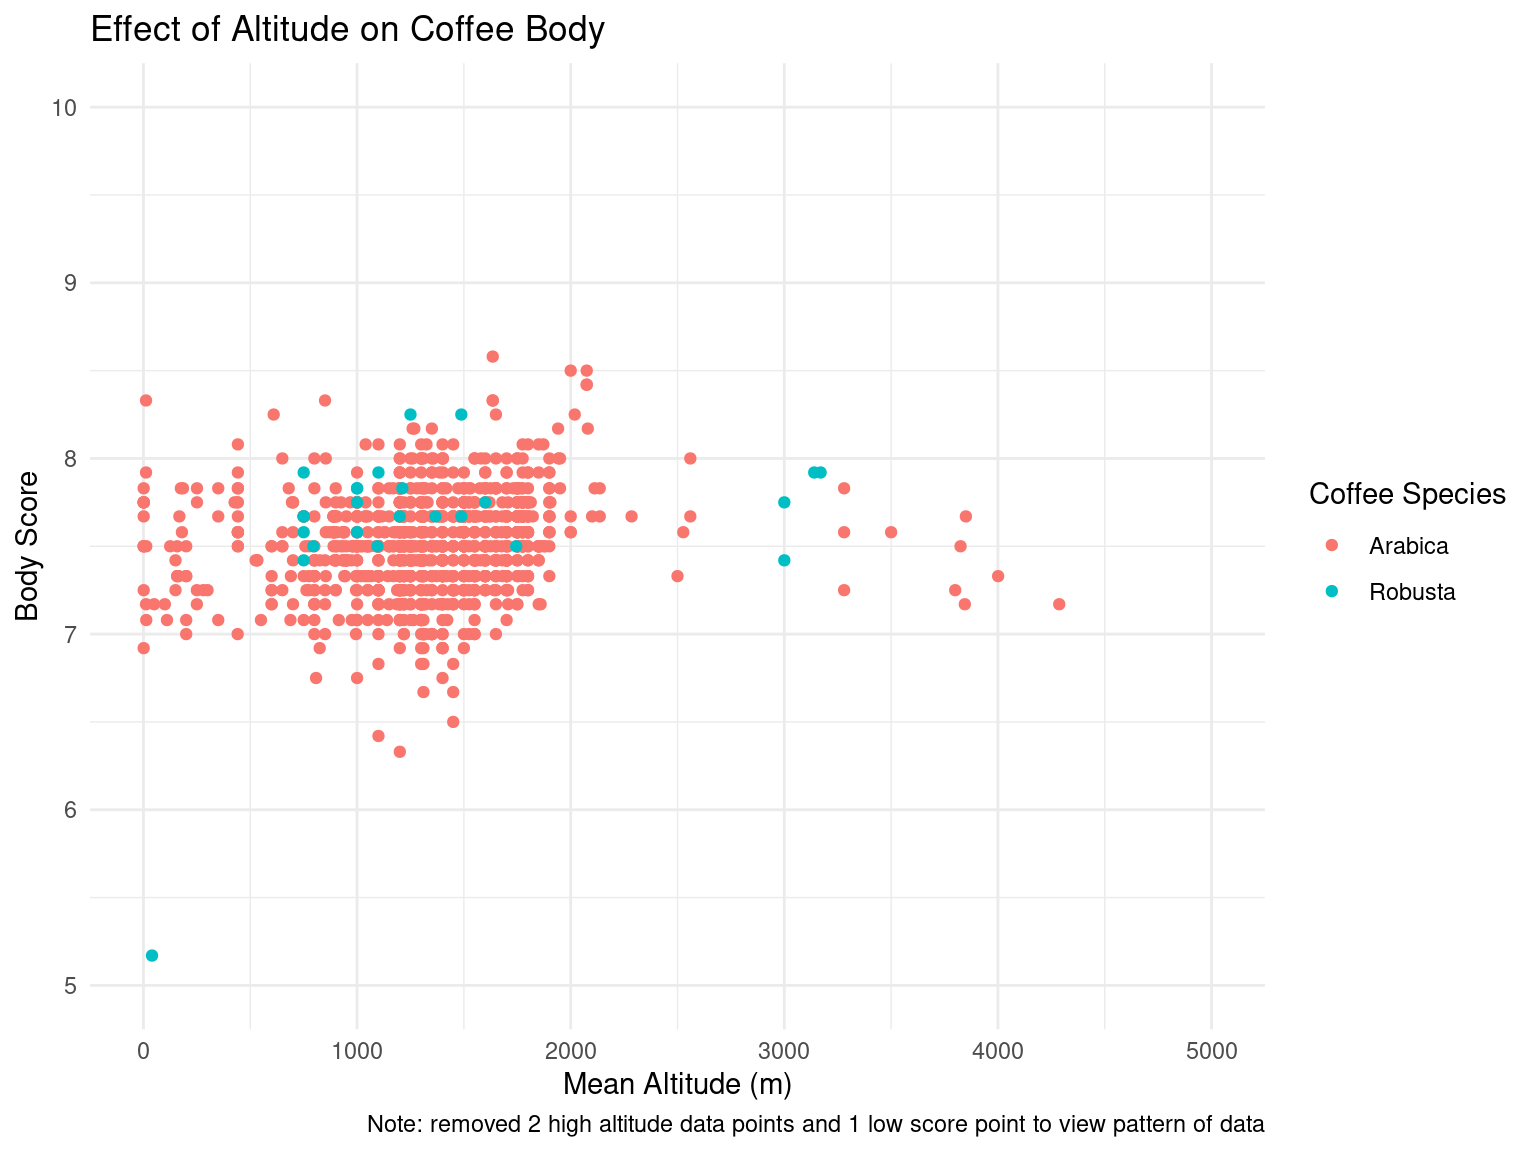 Effect of Altitude on Coffee Body
10
9
8
7
6
5
Body Score
0 1000 2000 3000 4000 5000
Mean Altitude (m)
Coffee Species
Arabica
Robusta
Note: removed 2 high altitude data points and 1 low score point to view pattern of data